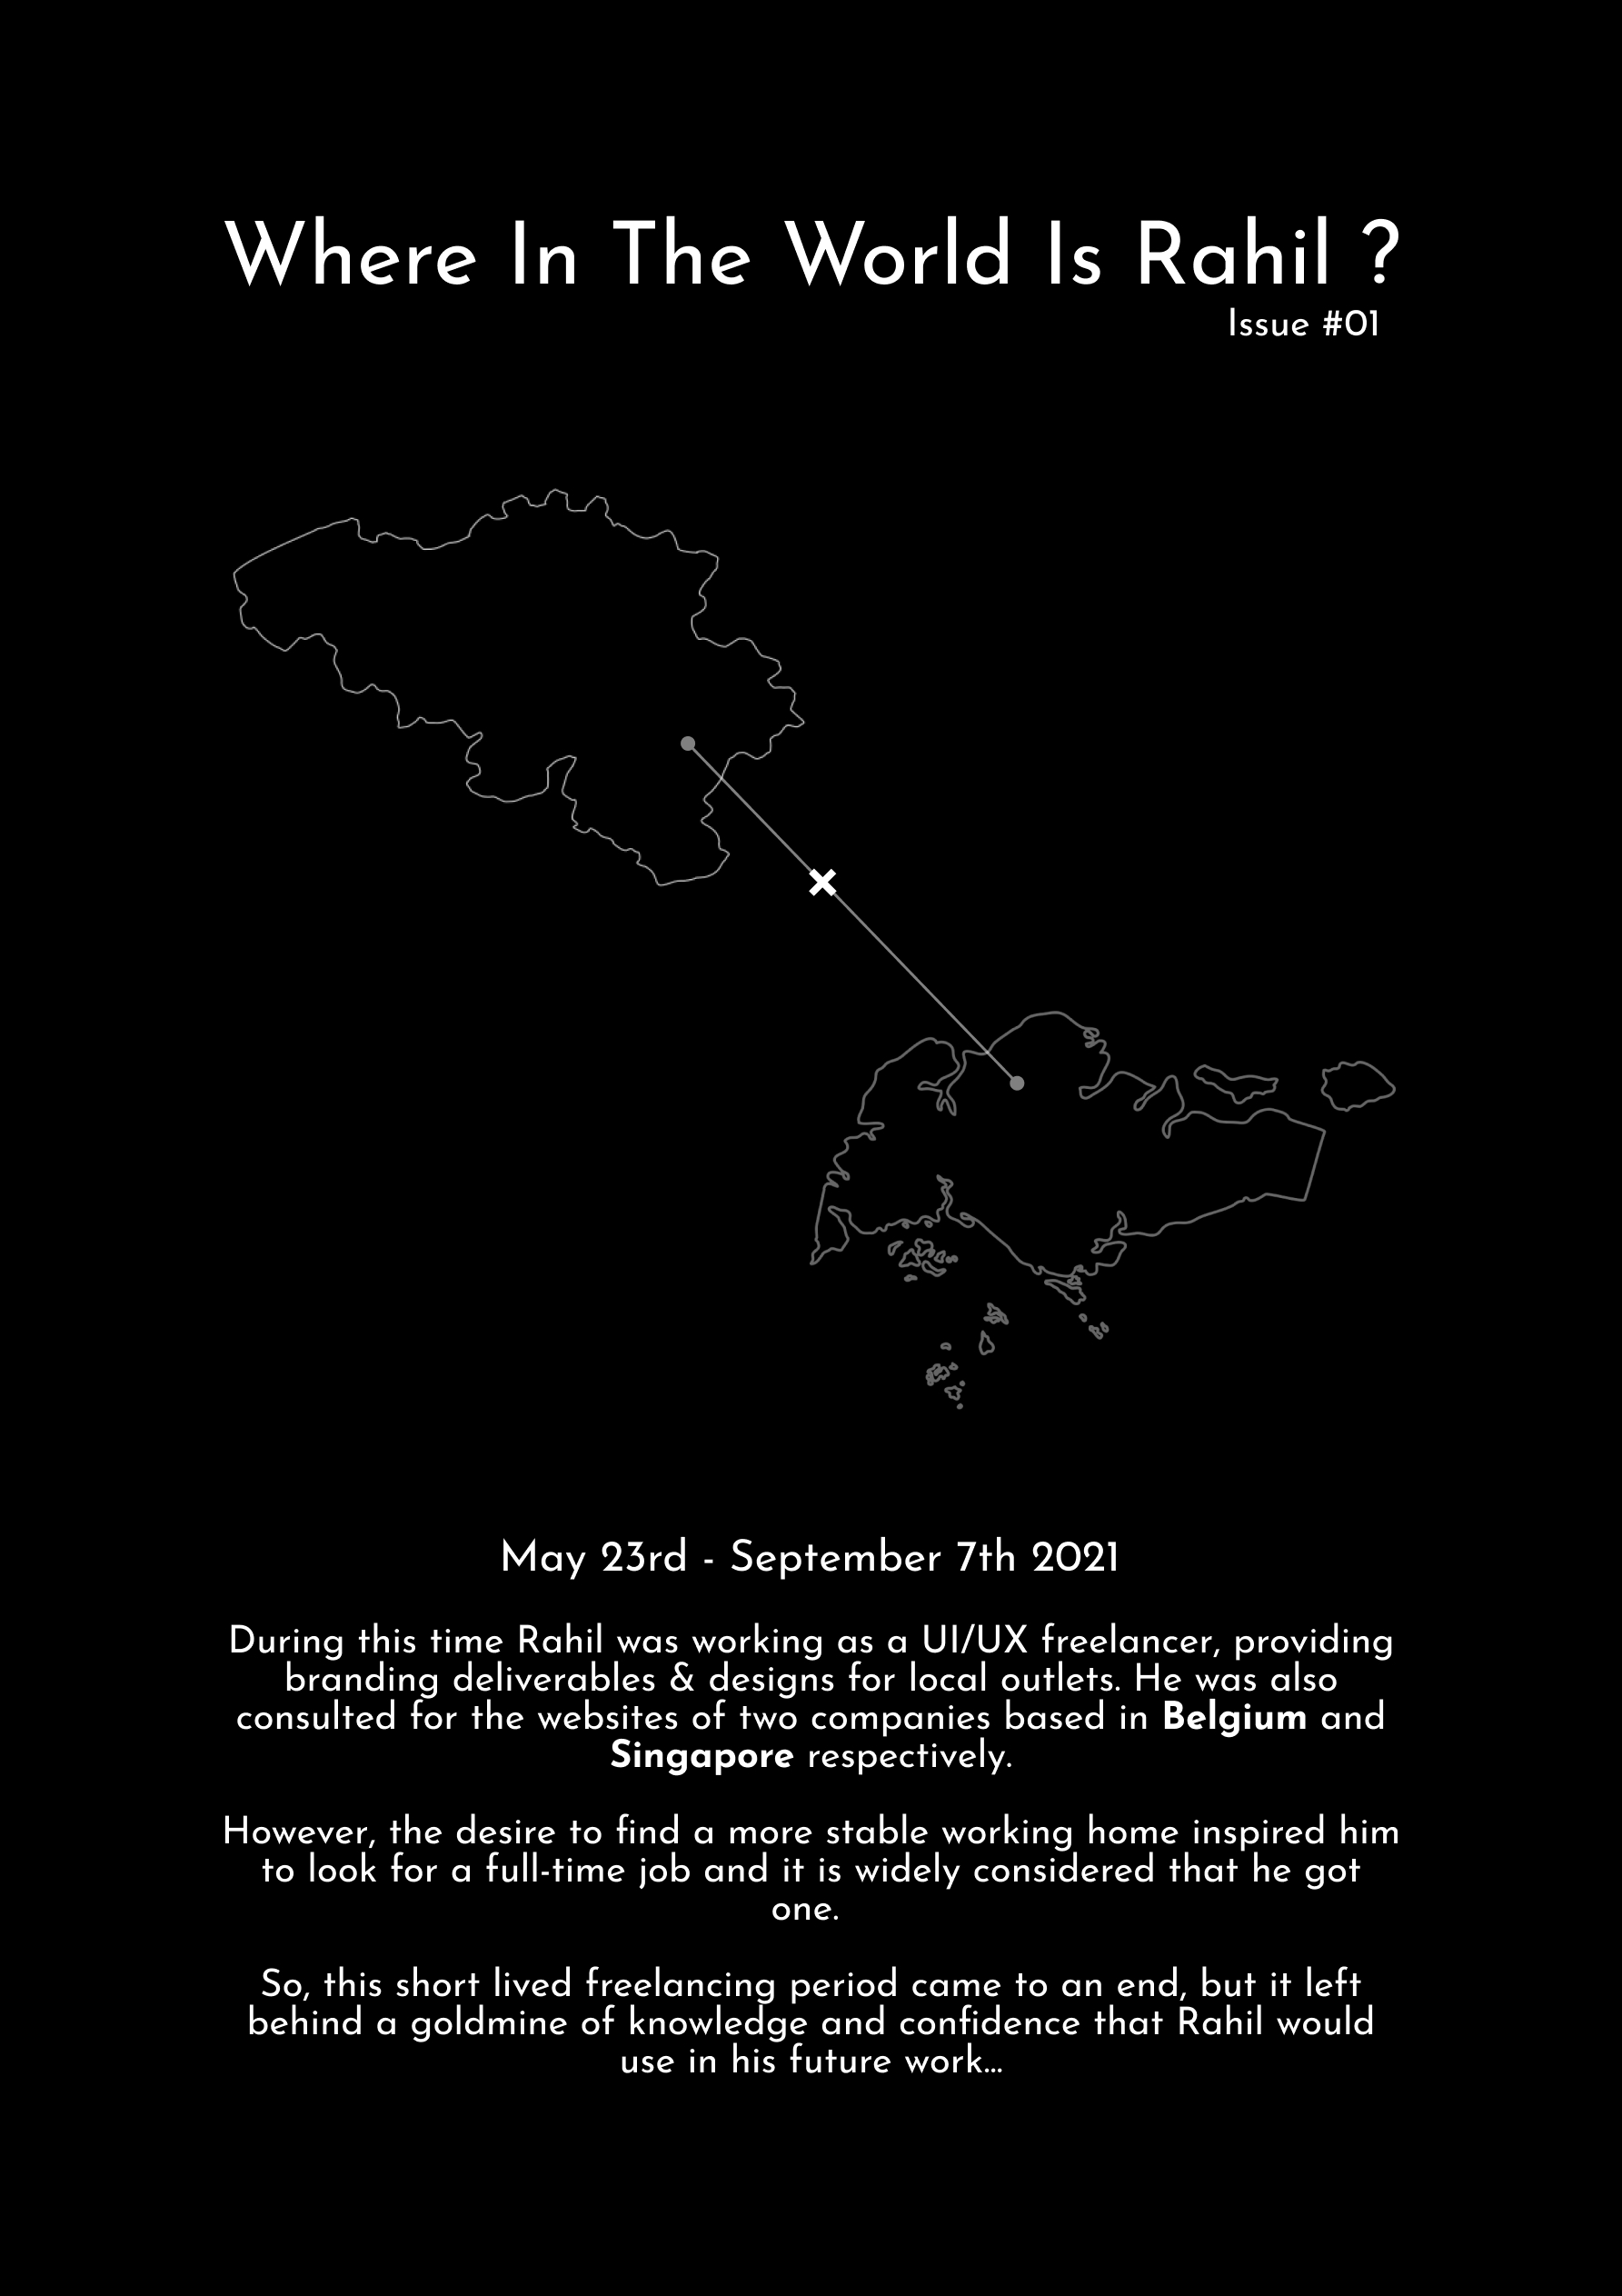 Where In The World Is Rahil ?
Issue #01
May 23rd - September 7th 2021
During this time Rahil was working as a UI/UX freelancer, providing
branding deliverables & designs for local outlets. He was also
consulted for the websites of two companies based in Belgium and
Singapore respectively.
However, the desire to find a more stable working home inspired him
to look for a full-time job and it is widely considered that he got
one.
So, this short lived freelancing period came to an end, but it left
behind a goldmine of knowledge and confidence that Rahil would
use in his future work...